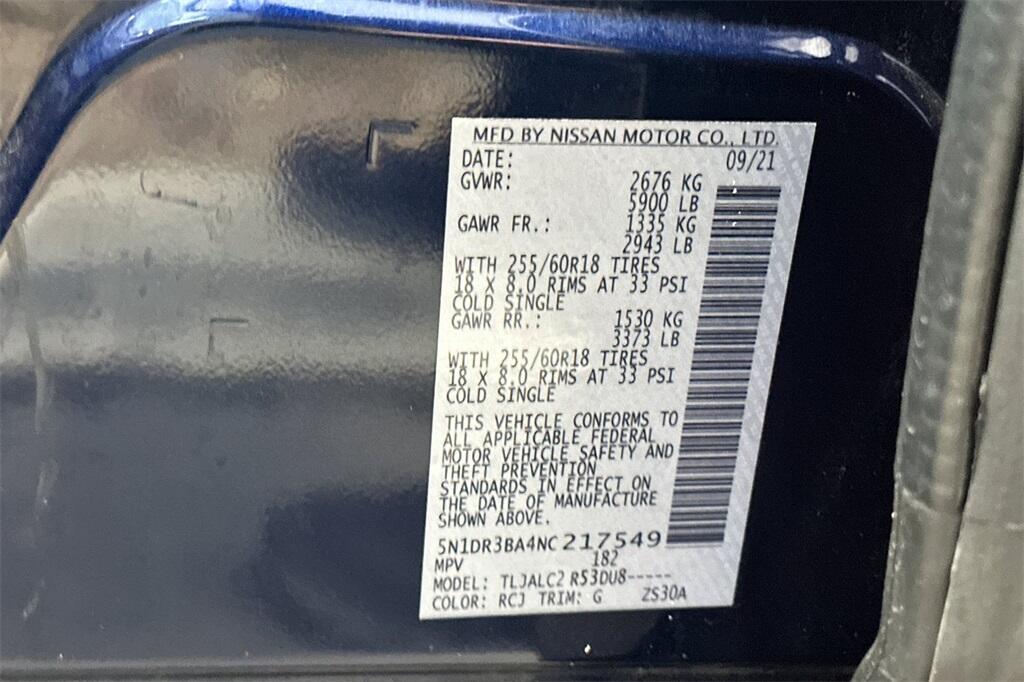 MFD BY NISSAN MOTOR CO., LTD.
DATE: 09/21
GVWR: 2676 KG
5900 LB
GAWR FR.: 1335 KG
2943 LB
WITH 255/60R18 TIRES
18 X 8.0 RIMS AT 33 PSI
COLD SINGLE
GAWR RR.: 1530 KG
3373 LB
WITH 255/60R18 TIRES
18 X 8.0 RIMS AT 33 PSI
COLD SINGLE
THIS VEHICLE CONFORMS TO
ALL APPLICABLE FEDERAL
MOTOR VEHICLE SAFETY AND
THEFT PREVENTION
STANDARDS IN EFFECT ON
THE DATE OF MANUFACTURE
SHOWN ABOVE.
5N1DR3BA4NC217549
MPV 182
MODEL: TLJALC2 R53DU8-----
COLOR: RCJ TRIM: G ZS30A